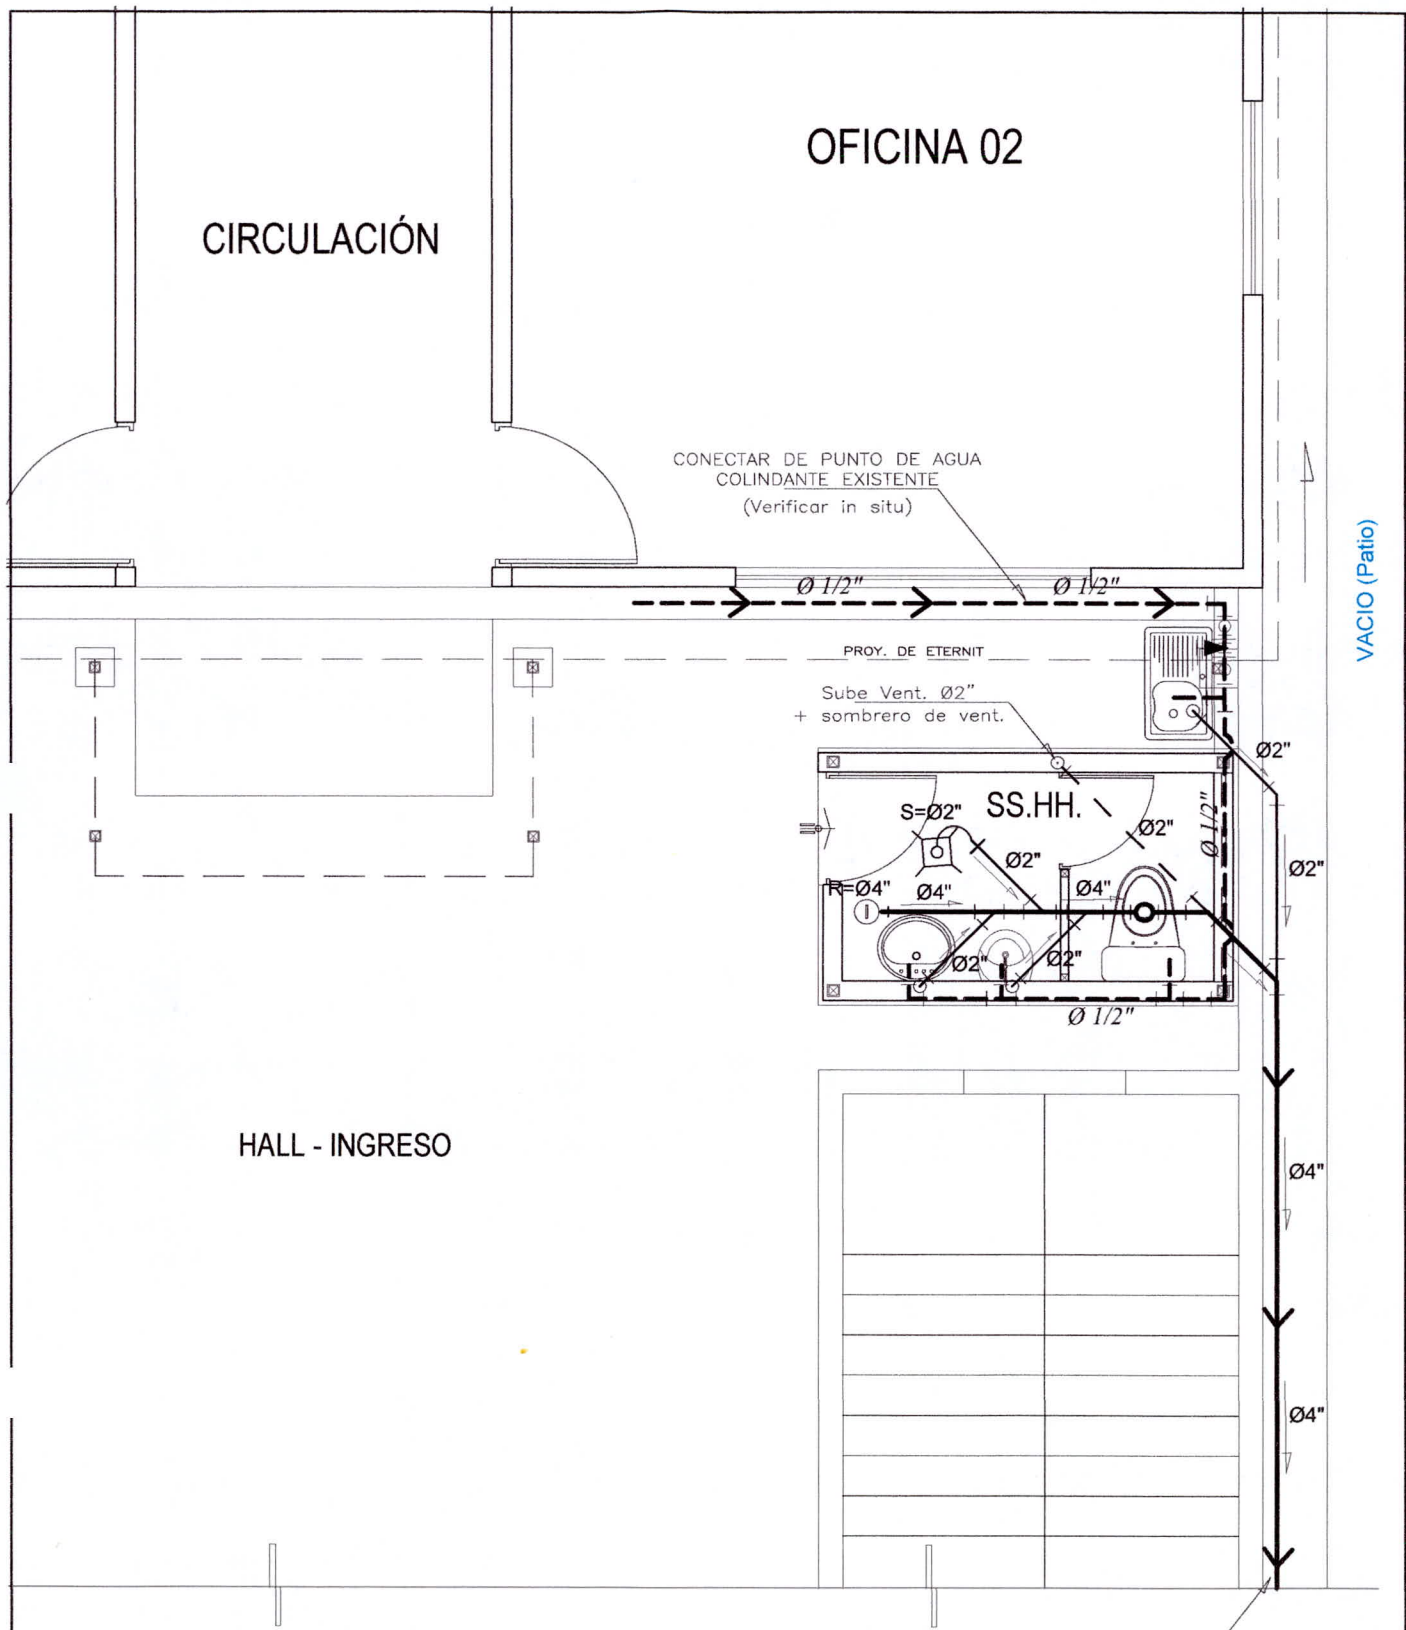 OFICINA 02
CIRCULACIÓN
CONECTAR DE PUNTO DE AGUA
COLINDANTE EXISTENTE
(Verificar in situ)
VACIO (Patio)
Ø 1/2"
Ø 1/2"
PROY. DE ETERNIT
Sube Vent. Ø2"
+ sombrero de vent.
Ø2"
SS.HH.
S=Ø2"
Ø2"
Ø 1/2"
Ø2"
Ø2"
R=Ø4"
Ø4"
Ø4"
Ø2"
Ø2"
Ø 1/2"
HALL - INGRESO
Ø4"
Ø4"